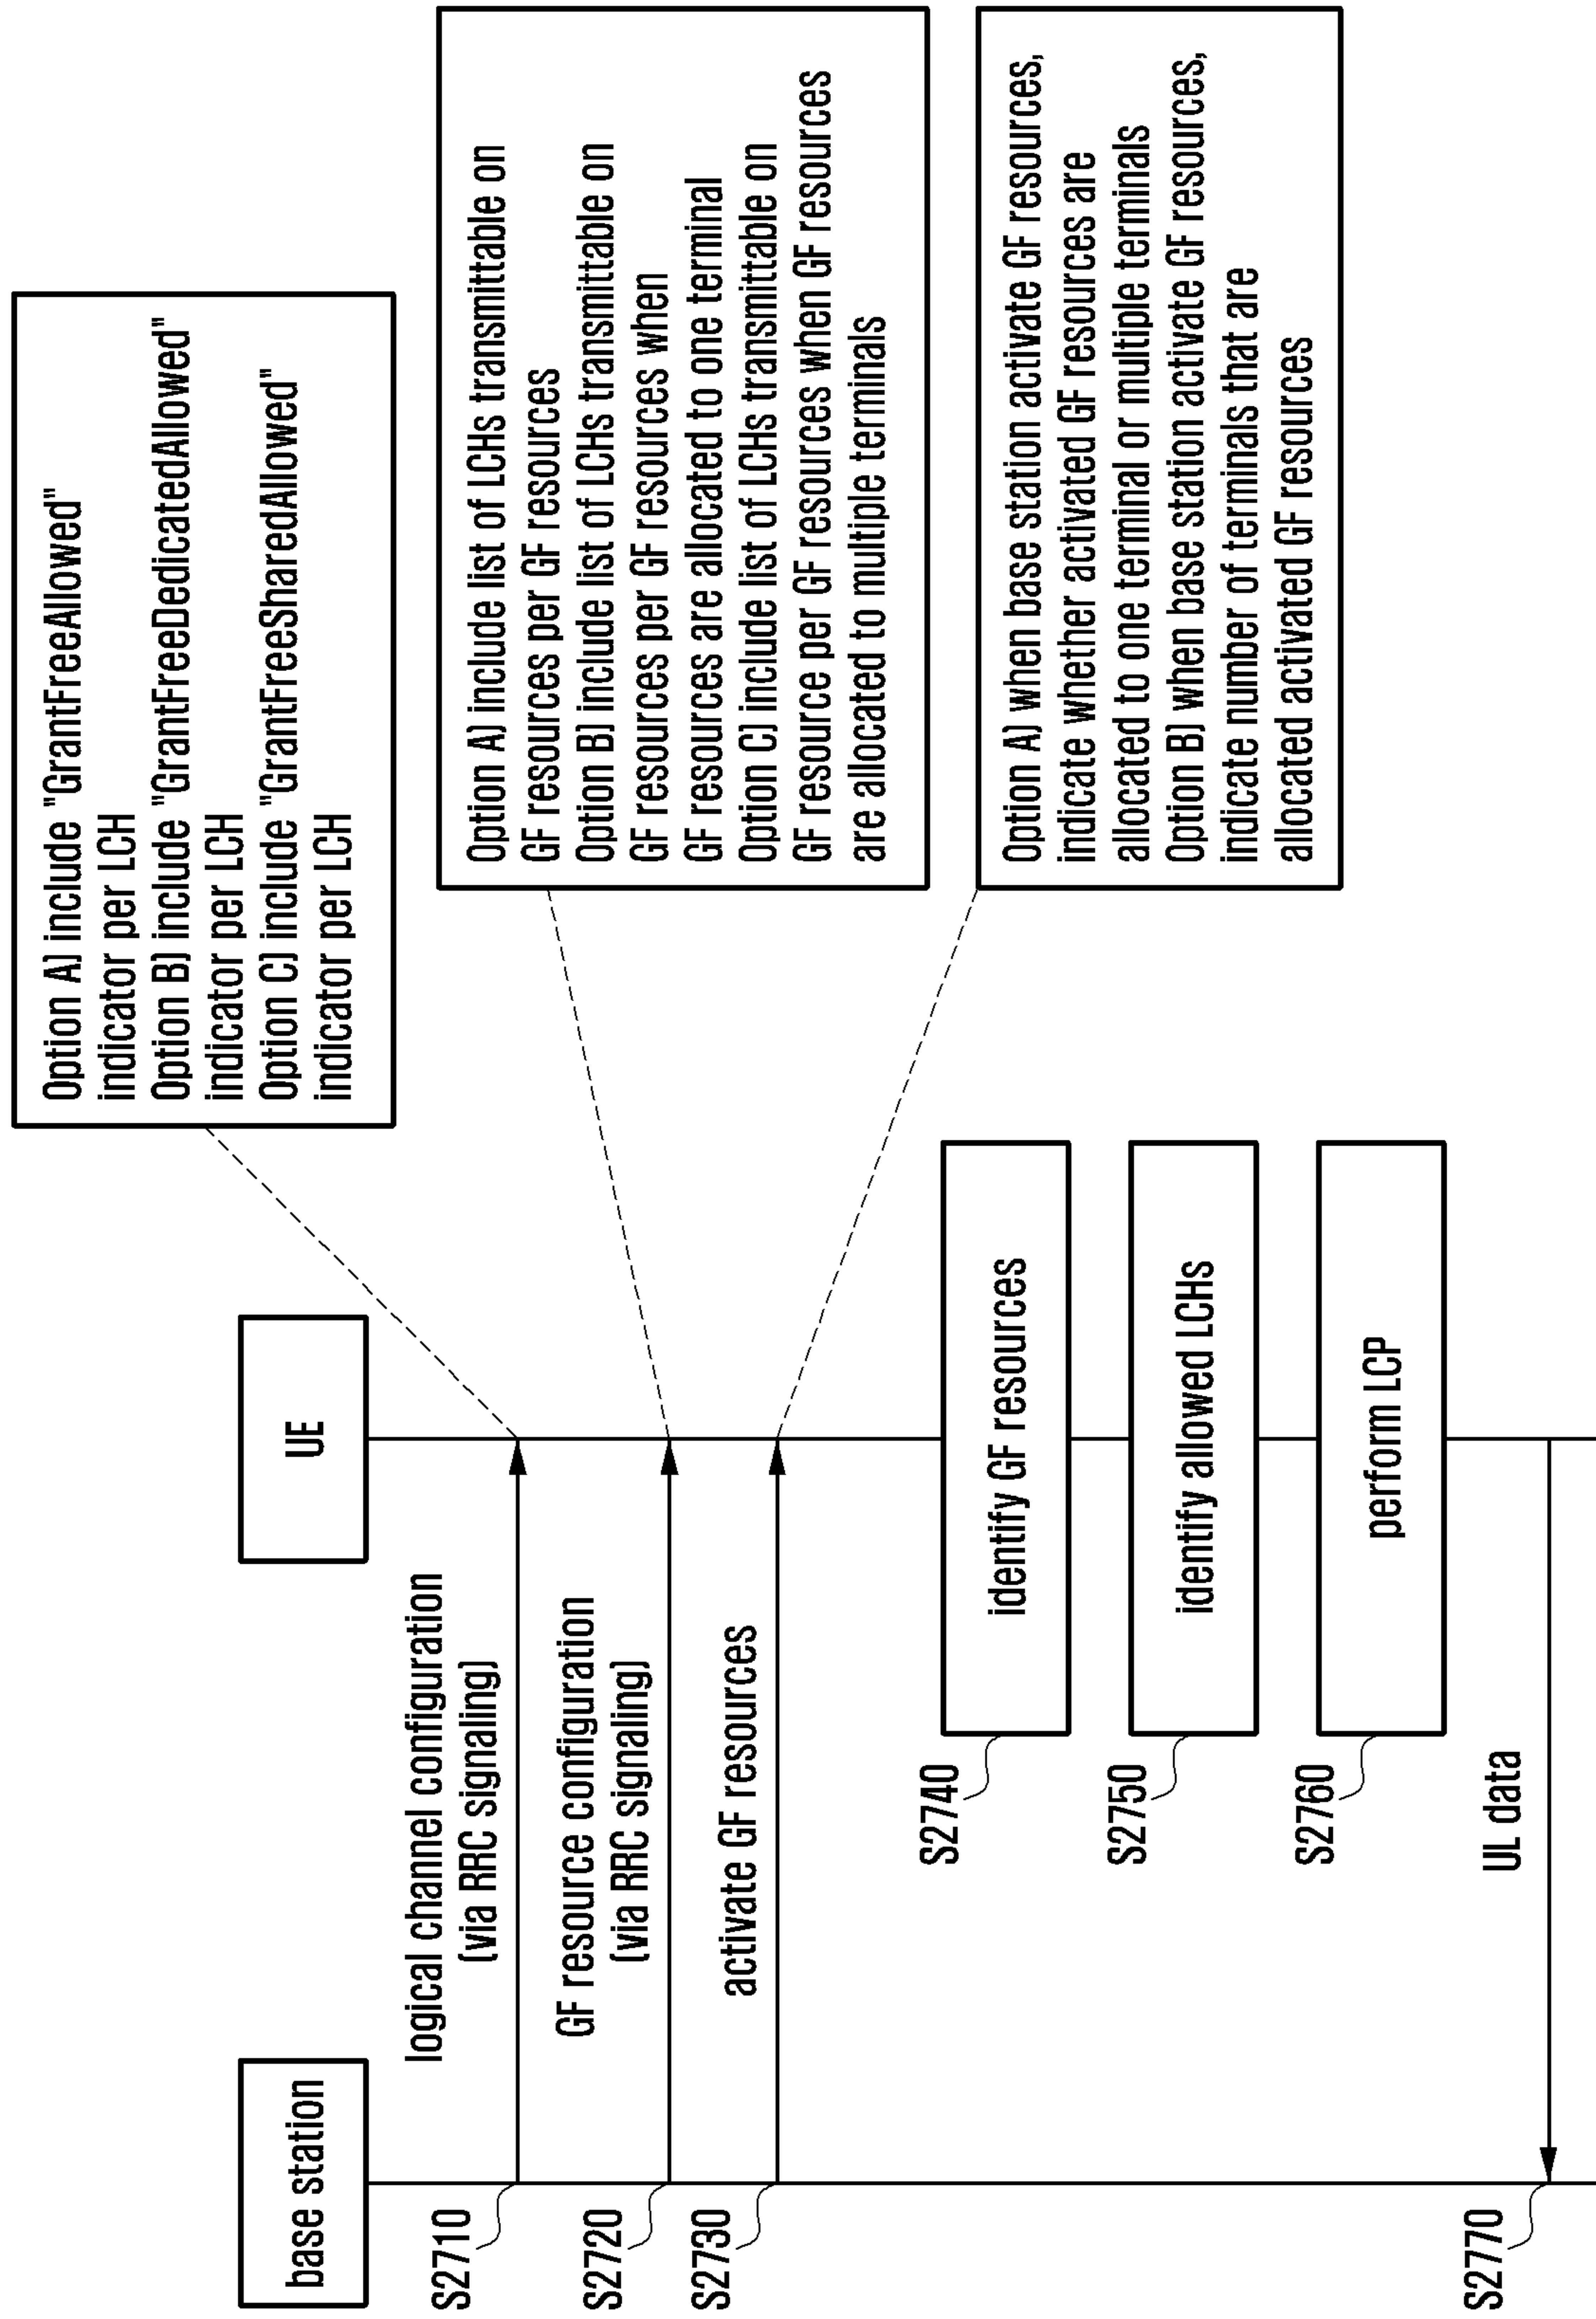 base station
UE
S2710
logical channel configuration
(via RRC signaling)
Option A) include "GrantFreeAllowed"
indicator per LCH
Option B) include "GrantFreeDedicatedAllowed"
indicator per LCH
Option C) include "GrantFreeSharedAllowed"
indicator per LCH
S2720
GF resource configuration
(via RRC signaling)
Option A) include list of LCHs transmittable on
GF resources per GF resources
Option B) include list of LCHs transmittable on
GF resources per GF resources when
GF resources are allocated to one terminal
Option C) include list of LCHs transmittable on
GF resource per GF resources when GF resources
are allocated to multiple terminals
S2730
activate GF resources
Option A) when base station activate GF resources,
indicate whether activated GF resources are
allocated to one terminal or multiple terminals
Option B) when base station activate GF resources,
indicate number of terminals that are
allocated activated GF resources
S2740
identify GF resources
S2750
identify allowed LCHs
S2760
perform LCP
S2770
UL data